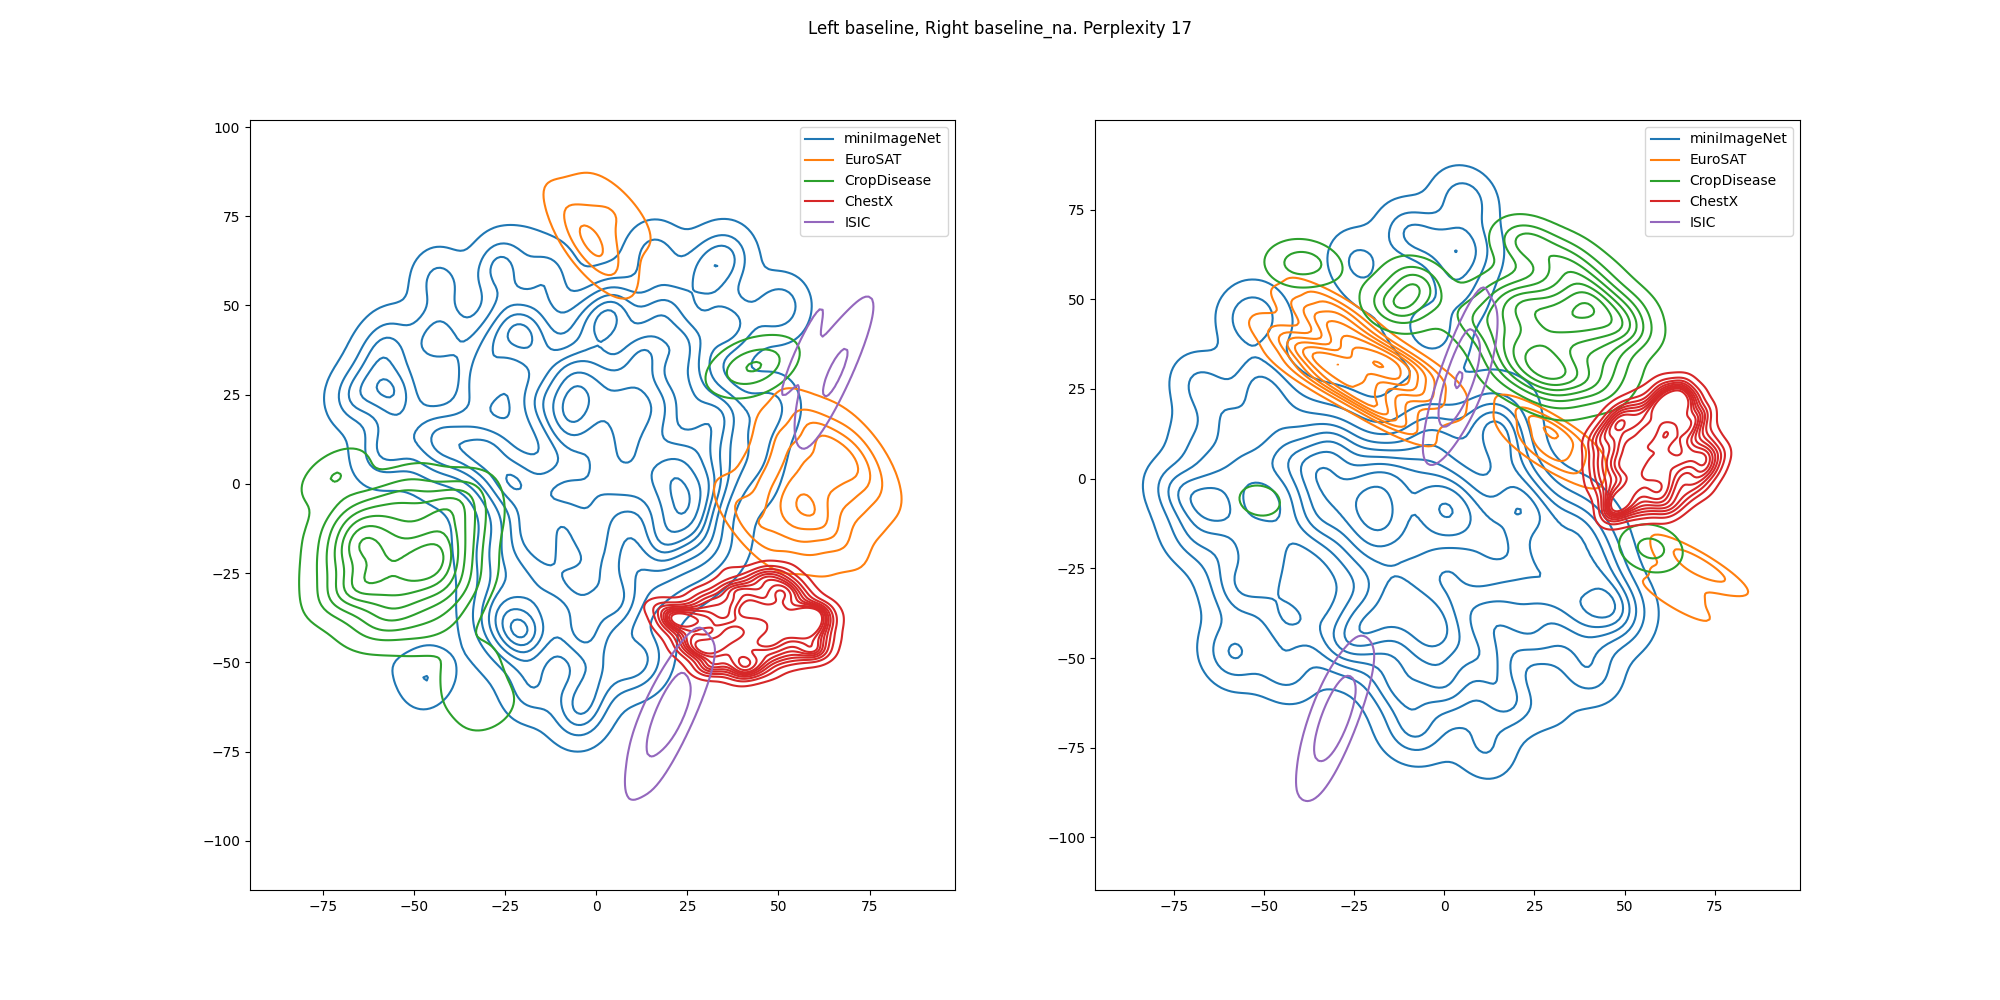 Left baseline, Right baseline_na. Perplexity 17
miniImageNet
EuroSAT
CropDisease
ChestX
ISIC
100
75
50
25
0
−25
−50
−75
−100
−75 −50 −25 0 25 50 75
miniImageNet
EuroSAT
CropDisease
ChestX
ISIC
75
50
25
0
−25
−50
−75
−100
−75 −50 −25 0 25 50 75